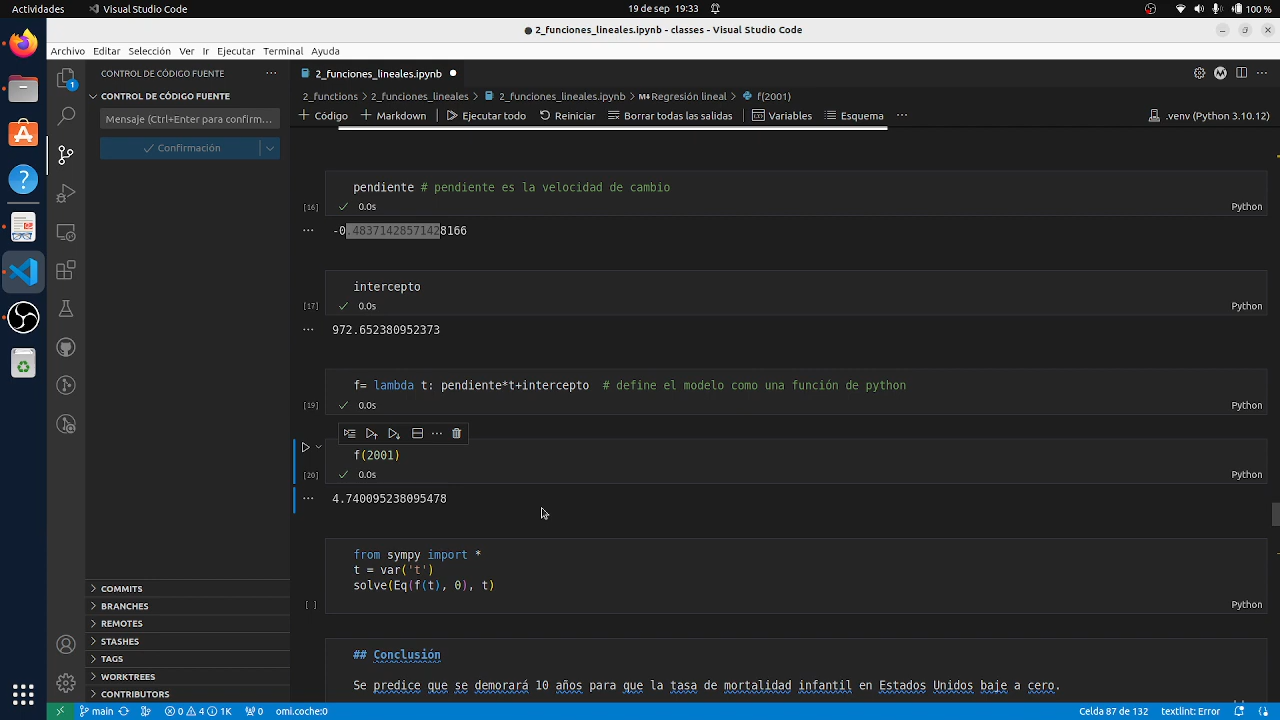 Actividades
Visual Studio Code
19 de sep 19:33
100 %
2_funciones_lineales.ipynb - classes - Visual Studio Code
Archivo Editar Selección Ver Ir Ejecutar Terminal Ayuda
CONTROL DE CÓDIGO FUENTE
2_funciones_lineales.ipynb
CONTROL DE CÓDIGO FUENTE
2_functions > 2_funciones_lineales > 2_funciones_lineales.ipynb > M↓Regresión lineal > f(2001)
Mensaje (Ctrl+Enter para confirm...
+ Código + Markdown Ejecutar todo Reiniciar Borrar todas las salidas Variables Esquema ...
.venv (Python 3.10.12)
Confirmación
pendiente # pendiente es la velocidad de cambio
[16] 0.0s Python
-0.48371428571428166
intercepto
[17] 0.0s Python
972.652380952373
f= lambda t: pendiente*t+intercepto # define el modelo como una función de python
[19] 0.0s Python
f(2001)
[20] 0.0s Python
4.740095238095478
from sympy import *
t = var('t')
solve(Eq(f(t), 0), t)
[ ] Python
## Conclusión
Se predice que se demorará 10 años para que la tasa de mortalidad infantil en Estados Unidos baje a cero.
COMMITS
BRANCHES
REMOTES
STASHES
TAGS
WORKTREES
CONTRIBUTORS
main 0 4 1K 0 omi.coche:0
Celda 87 de 132 textlint: Error